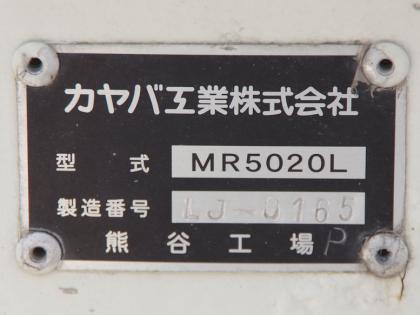 カヤバ工業株式会社
型式 MR5020L
製造番号 LJ-0165
熊谷工場 P